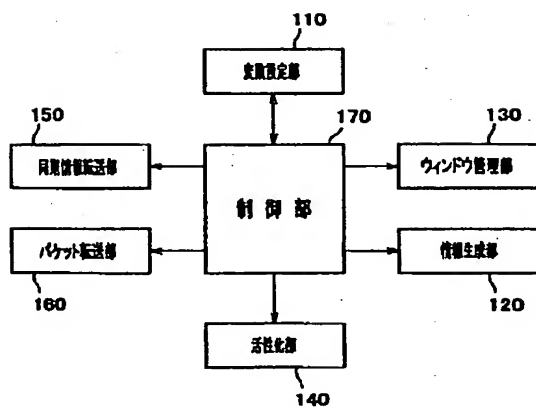 110
変数設定部
150
170
130
同期情報転送部
ウィンドウ管理部
制御部
パケット転送部
情報生成部
160
120
活性化部
140